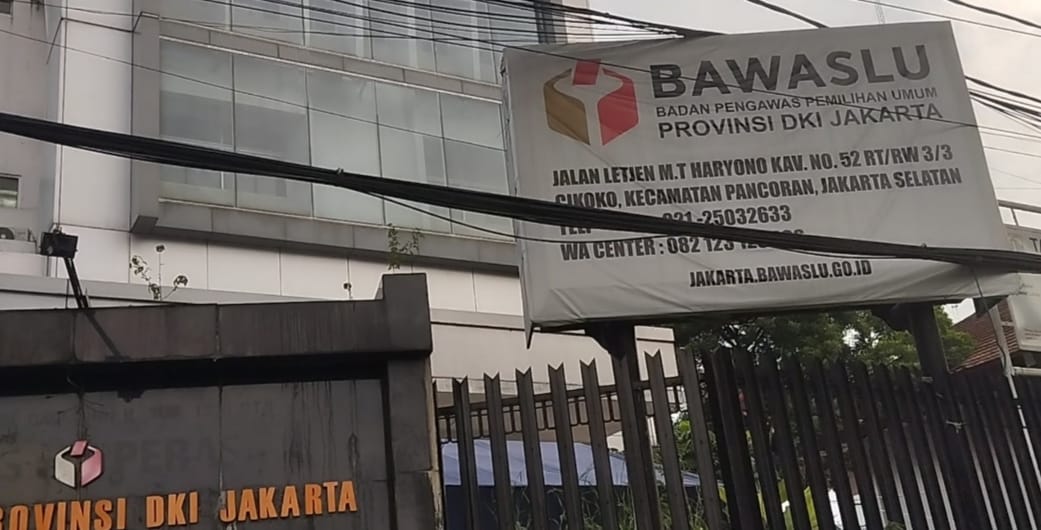 BAWASLU
BADAN PENGAWAS PEMILIHAN UMUM
PROVINSI DKI JAKARTA
JALAN LETJEN M.T HARYONO KAV. NO. 52 RT/RW 3/3
CIKOKO, KECAMATAN PANCORAN, JAKARTA SELATAN
021-25032633
WA CENTER : 082 123
JAKARTA.BAWASLU.GO.ID
PROVINSI DKI JAKARTA